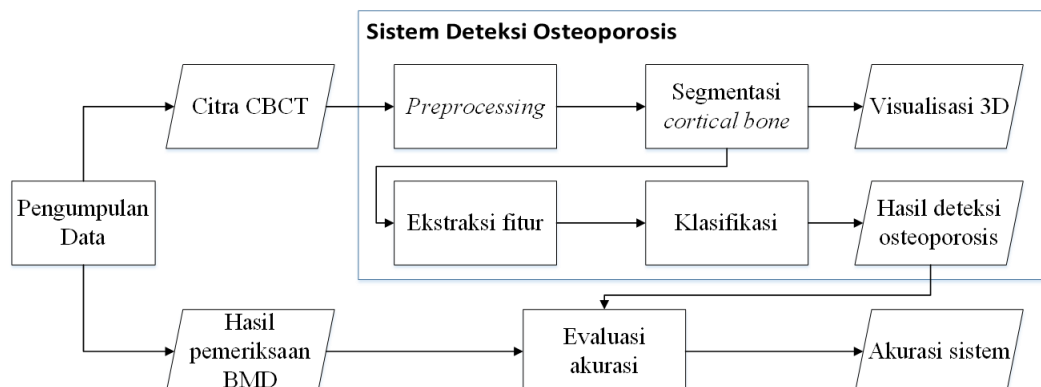 Sistem Deteksi Osteoporosis
Citra CBCT
Preprocessing
Segmentasi
cortical bone
Visualisasi 3D
Pengumpulan
Data
Ekstraksi fitur
Klasifikasi
Hasil deteksi
osteoporosis
Hasil
pemeriksaan
BMD
Evaluasi
akurasi
Akurasi sistem